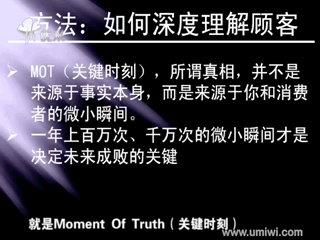 方法：如何深度理解顾客
MOT（关键时刻），所谓真相，并不是
来源于事实本身，而是来源于你和消费
者的微小瞬间。
一年上百万次、千万次的微小瞬间才是
决定未来成败的关键
就是Moment Of Truth（关键时刻）
www.umiwi.com